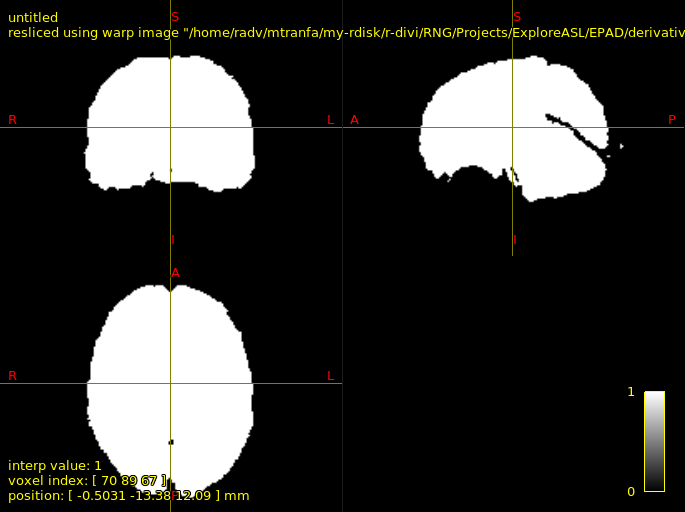 untitled
resliced using warp image "/home/radv/mtranfa/my-rdisk/r-divi/RNG/Projects/ExploreASL/EPAD/derivativ
S S
R L A P
I I
A
R L
1
interp value: 1
voxel index: [ 70 89 67 ]
0
position: [ -0.5031 -13.38 12.09 ] mm